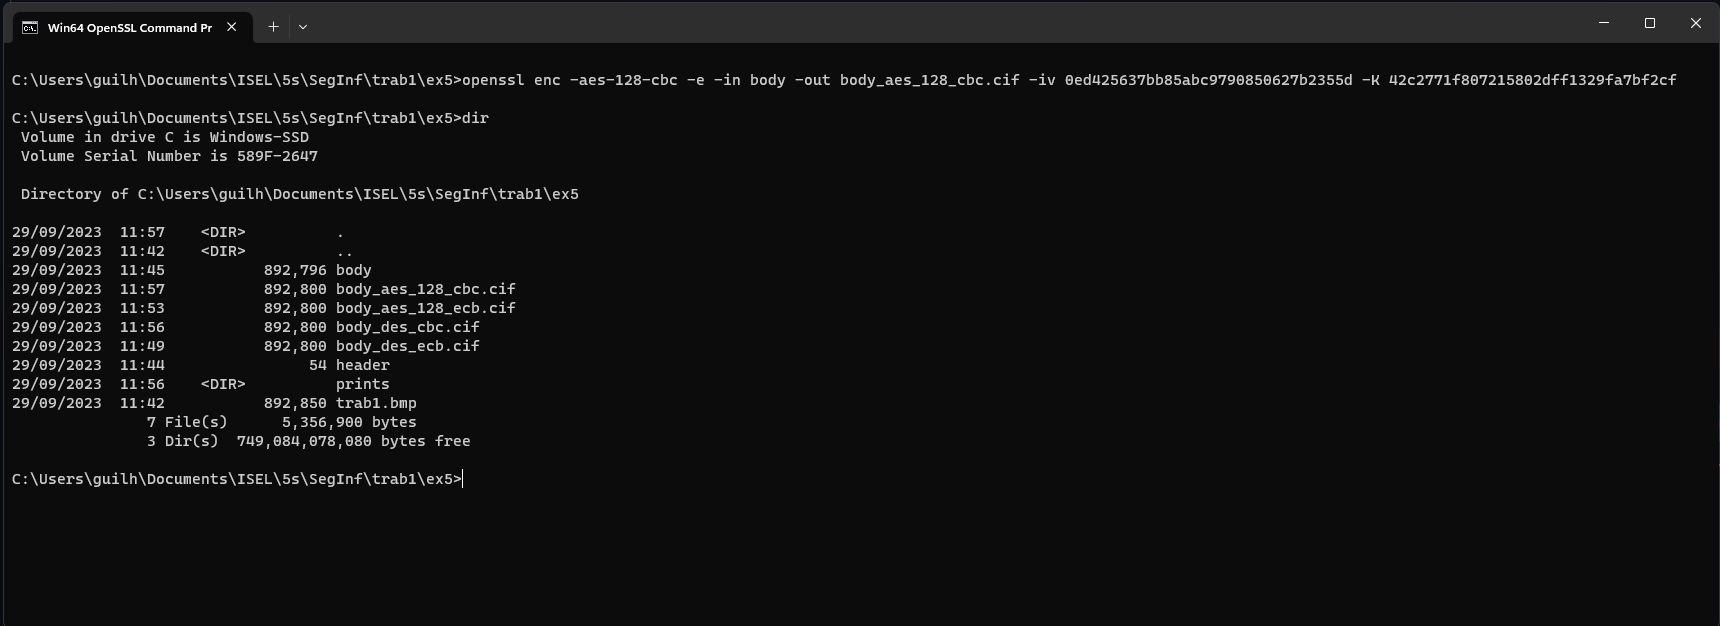 Win64 OpenSSL Command Pr
C:\Users\guilh\Documents\ISEL\5s\SegInf\trab1\ex5>openssl enc -aes-128-cbc -e -in body -out body_aes_128_cbc.cif -iv 0ed425637bb85abc9790850627b2355d -K 42c2771f807215802dff1329fa7bf2cf
C:\Users\guilh\Documents\ISEL\5s\SegInf\trab1\ex5>dir
 Volume in drive C is Windows-SSD
 Volume Serial Number is 589F-2647
 Directory of C:\Users\guilh\Documents\ISEL\5s\SegInf\trab1\ex5
29/09/2023  11:57    <DIR>          .
29/09/2023  11:42    <DIR>          ..
29/09/2023  11:45           892,796 body
29/09/2023  11:57           892,800 body_aes_128_cbc.cif
29/09/2023  11:53           892,800 body_aes_128_ecb.cif
29/09/2023  11:56           892,800 body_des_cbc.cif
29/09/2023  11:49           892,800 body_des_ecb.cif
29/09/2023  11:44                54 header
29/09/2023  11:56    <DIR>          prints
29/09/2023  11:42           892,850 trab1.bmp
               7 File(s)      5,356,900 bytes
               3 Dir(s)  749,084,078,080 bytes free
C:\Users\guilh\Documents\ISEL\5s\SegInf\trab1\ex5>